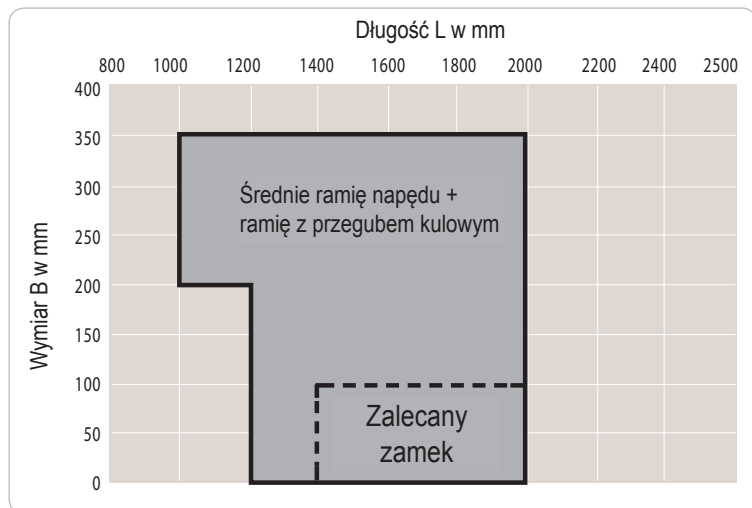 Długość L w mm
800 1000 1200 1400 1600 1800 2000 2200 2400 2500
400
350
300
250
200
150
100
50
0
Wymiar B w mm
Średnie ramię napędu +
ramię z przegubem kulowym
Zalecany
zamek